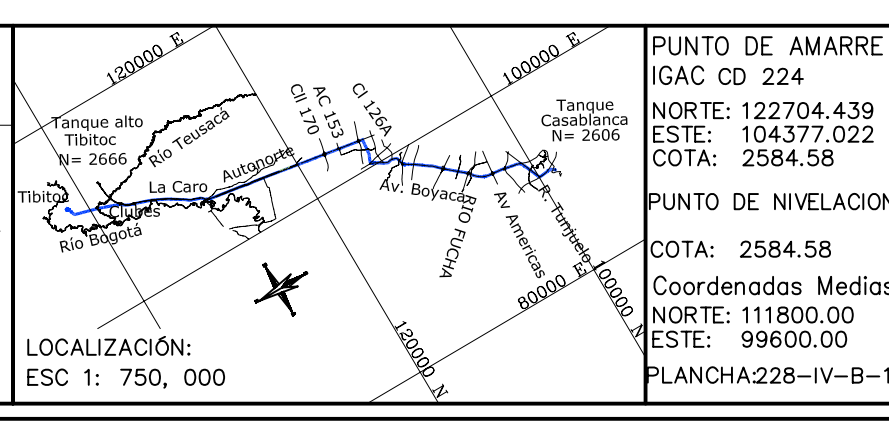 120000 E
100000 E
Tanque alto
Tibitoc
N= 2666
Río Teusacá
Cll 170
AC 153
Cl 126A
Tanque
Casablanca
N= 2606
Autonorte
La Caro
Tibitoc
Clubes
Río Bogotá
Av. Boyaca
RIO FUCHA
Av Americas
R. Tunjuelo
80000 E
100000 N
120000 N
LOCALIZACIÓN:
ESC 1: 750, 000
PUNTO DE AMARRE
IGAC CD 224
NORTE: 122704.439
ESTE: 104377.022
COTA: 2584.58
PUNTO DE NIVELACION
COTA: 2584.58
Coordenadas Medias
NORTE: 111800.00
ESTE: 99600.00
PLANCHA:228-IV-B-1